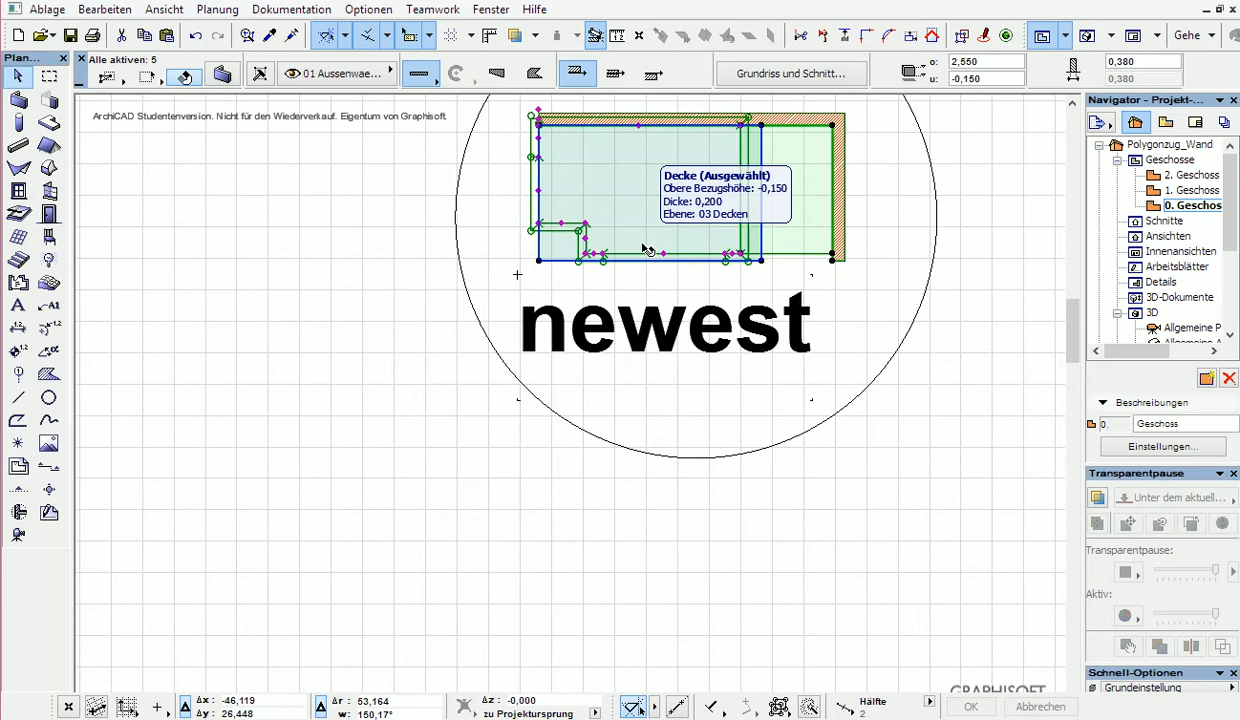 Ablage Bearbeiten Ansicht Planung Dokumentation Optionen Teamwork Fenster Hilfe
Gehe
Plan...
Alle aktiven: 5
01 Aussenwae...
Grundriss und Schnitt...
o: 2,550
u: -0,150
0,380
0,380
ArchiCAD Studentenversion. Nicht für den Wiederverkauf. Eigentum von Graphisoft.
Decke (Ausgewählt)
Obere Bezugshöhe: -0,150
Dicke: 0,200
Ebene: 03 Decken
newest
Navigator - Projekt-...
Polygonzug_Wand
Geschosse
2. Geschoss
1. Geschoss
0. Geschos
Schnitte
Ansichten
Innenansichten
Arbeitsblätter
Details
3D-Dokumente
3D
Allgemeine P
Allgemeine A
Beschreibungen
0. Geschoss
Einstellungen...
Transparentpause
Unter dem aktuell...
Transparentpause:
Aktiv:
Schnell-Optionen
Grundeinstellung
GRAPHISOFT
Δx: -46,119
Δy: 26,448
Δr: 53,164
w: 150,17°
Δz: -0,000
zu Projektursprung
Hälfte
2
OK
Abbrechen